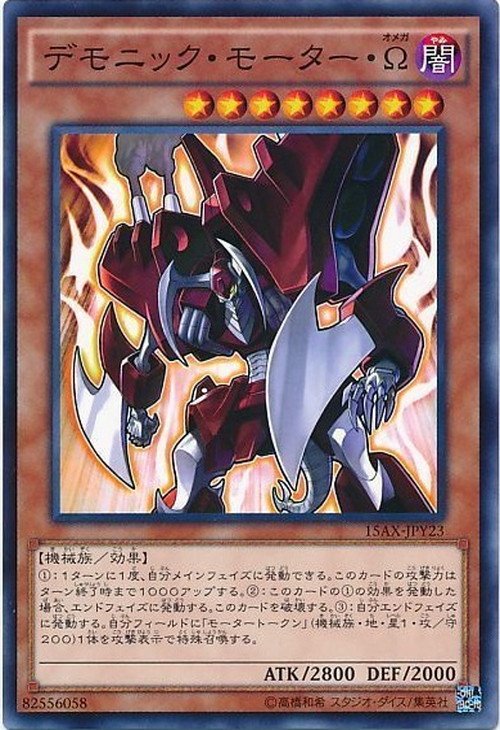 デモニック・モーター・Ω
オメガ
闇
やみ
15AX-JPY23
【機械族/効果】
①:1ターンに1度、自分メインフェイズに発動できる。このカードの攻撃力は
ターン終了時まで1000アップする。②:このカードの①の効果を発動した
場合、エンドフェイズに発動する。このカードを破壊する。③:自分エンドフェイズ
に発動する。自分フィールドに「モータートークン」(機械族・地・星1・攻/守
200)1体を攻撃表示で特殊召喚する。
ATK/2800 DEF/2000
82556058
©高橋和希 スタジオ・ダイス/集英社